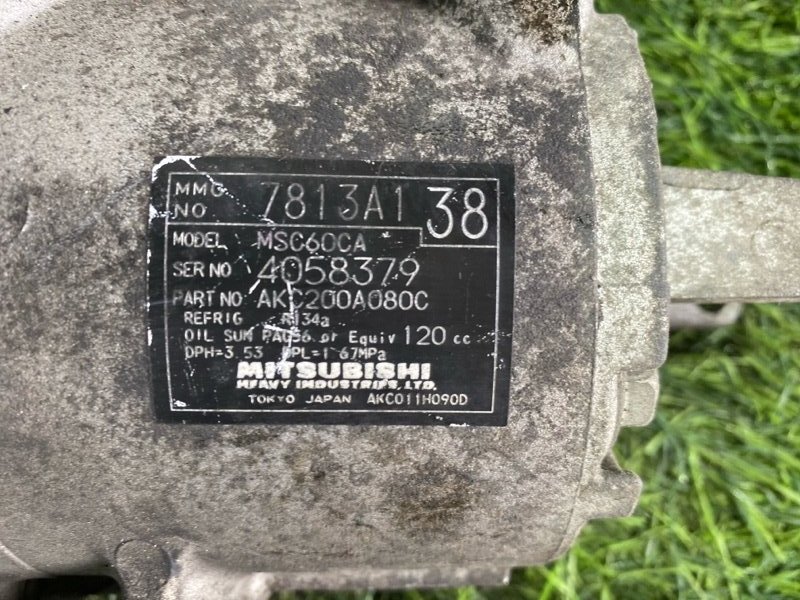 MMC NO 7813A1 38
MODEL MSC60CA
SER NO 4058379
PART NO AKC200A080C
REFRIG R134a
OIL SUN PAG56 or Equiv 120 cc
DPH=3.53 DPL=1.67MPa
MITSUBISHI
HEAVY INDUSTRIES, LTD.
TOKYO JAPAN AKC011H090D